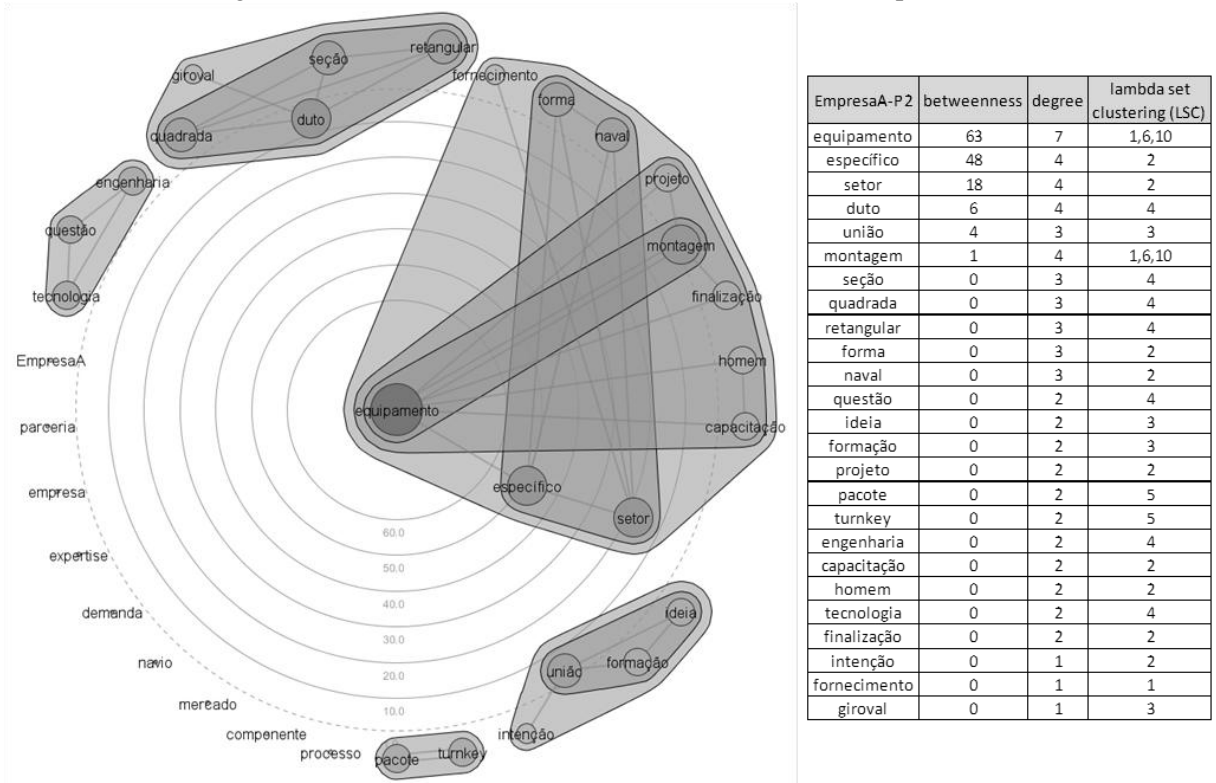 retangular
seção
giroval
fornecimento
forma
duto
quadrada
naval
engenharia
projeto
questão
montagem
tecnologia
finalização
EmpresaA
homem
equipamento
parceria
capacitação
empresa
específico
setor
60.0
expertise
50.0
demanda
40.0
ideia
30.0
navio
união
formação
20.0
mercado
10.0
componente
intenção
processo
pacote
turnkey
EmpresaA-P2 betweenness degree lambda set
clustering (LSC)
equipamento 63 7 1,6,10
específico 48 4 2
setor 18 4 2
duto 6 4 4
união 4 3 3
montagem 1 4 1,6,10
seção 0 3 4
quadrada 0 3 4
retangular 0 3 4
forma 0 3 2
naval 0 3 2
questão 0 2 4
ideia 0 2 3
formação 0 2 3
projeto 0 2 2
pacote 0 2 5
turnkey 0 2 5
engenharia 0 2 4
capacitação 0 2 2
homem 0 2 2
tecnologia 0 2 4
finalização 0 2 2
intenção 0 1 2
fornecimento 0 1 1
giroval 0 1 3